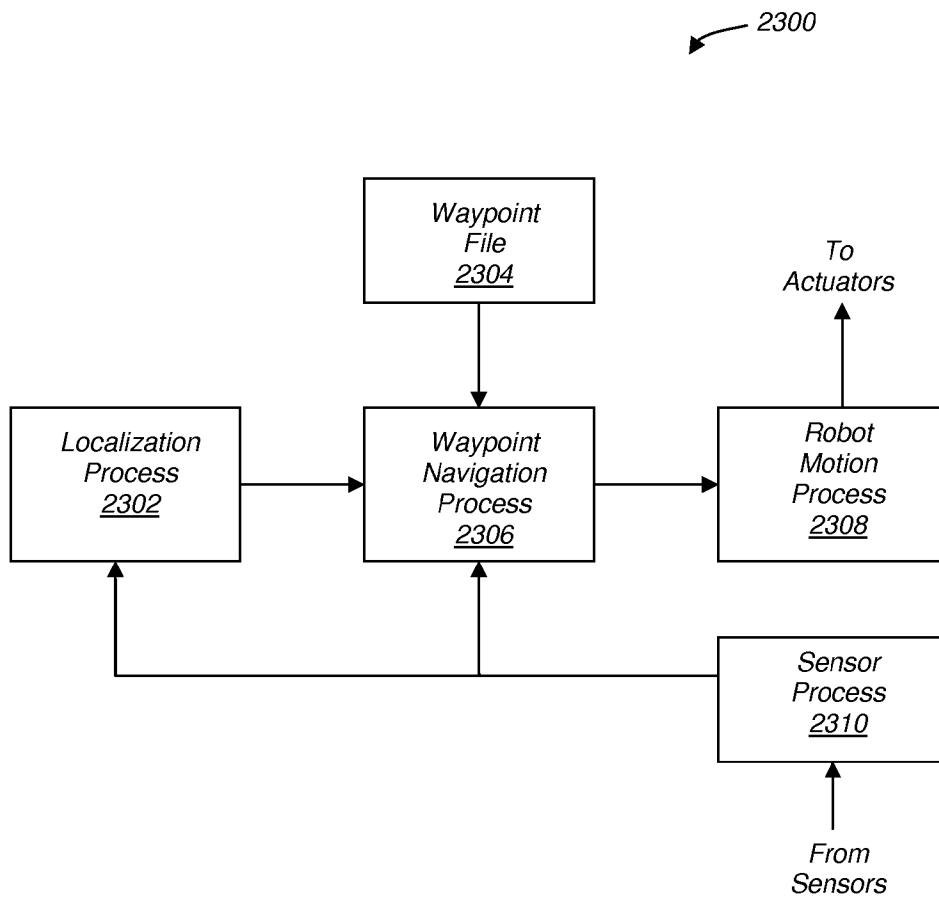 2300
Waypoint
File
2304
To
Actuators
Localization
Process
2302
Waypoint
Navigation
Process
2306
Robot
Motion
Process
2308
Sensor
Process
2310
From
Sensors